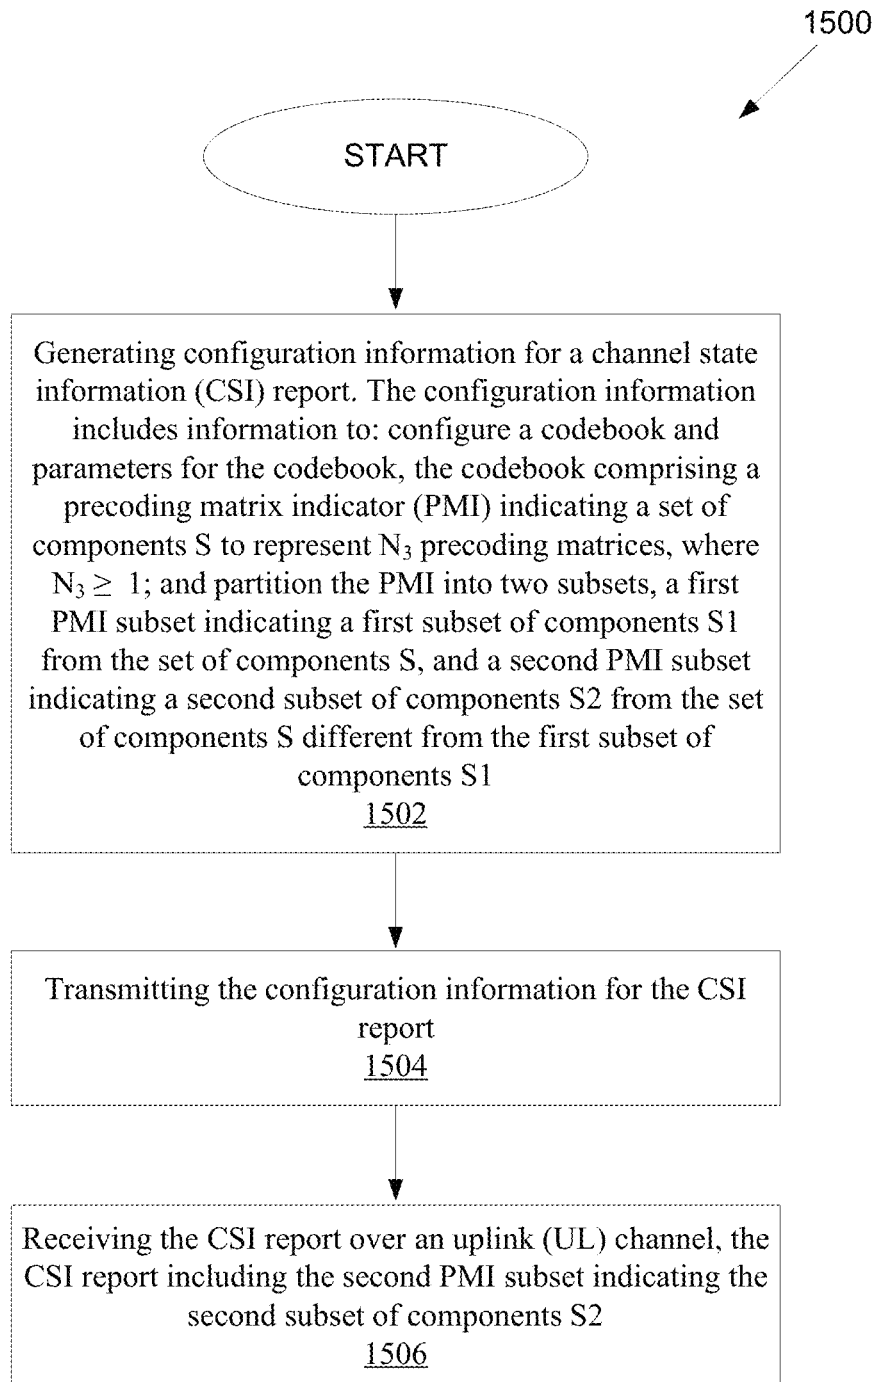 1500
START
Generating configuration information for a channel state
information (CSI) report. The configuration information
includes information to: configure a codebook and
parameters for the codebook, the codebook comprising a
precoding matrix indicator (PMI) indicating a set of
components S to represent N₃ precoding matrices, where
N₃ ≥ 1; and partition the PMI into two subsets, a first
PMI subset indicating a first subset of components S1
from the set of components S, and a second PMI subset
indicating a second subset of components S2 from the set
of components S different from the first subset of
components S1
1502
Transmitting the configuration information for the CSI
report
1504
Receiving the CSI report over an uplink (UL) channel, the
CSI report including the second PMI subset indicating the
second subset of components S2
1506